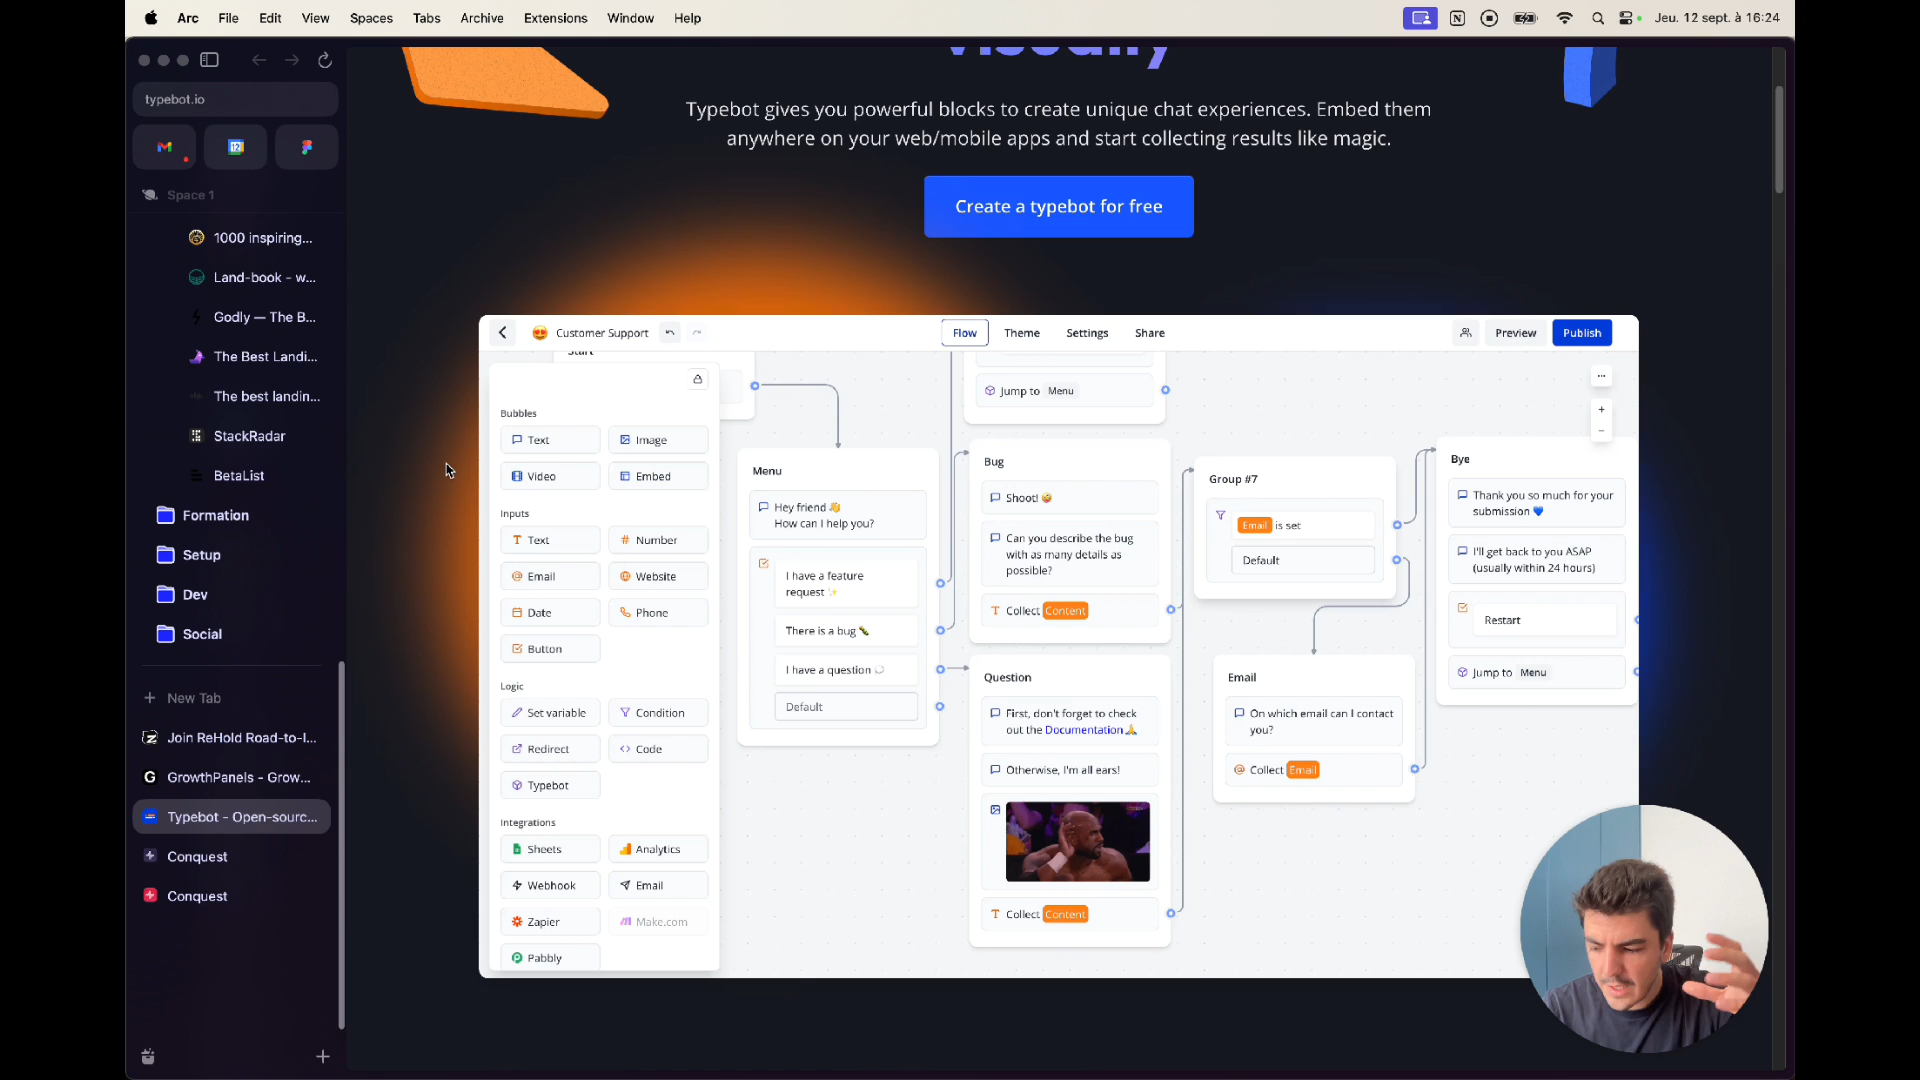 Arc File Edit View Spaces Tabs Archive Extensions Window Help
Jeu. 12 sept. à 16:24
typebot.io
12
Space 1
1000 inspiring...
Land-book - w...
Godly — The B...
The Best Landi...
The best landin...
StackRadar
BetaList
Formation
Setup
Dev
Social
New Tab
Join ReHold Road-to-I...
GrowthPanels - Grow...
Typebot - Open-sourc...
Conquest
Conquest
visually
Typebot gives you powerful blocks to create unique chat experiences. Embed them
anywhere on your web/mobile apps and start collecting results like magic.
Create a typebot for free
Customer Support
Flow Theme Settings Share
Preview Publish
Start
Bubbles
Text Image
Video Embed
Inputs
Text Number
Email Website
Date Phone
Button
Logic
Set variable Condition
Redirect Code
Typebot
Integrations
Sheets Analytics
Webhook Email
Zapier Make.com
Pabbly
Menu
Hey friend 👋
How can I help you?
I have a feature
request ✨
There is a bug 🐛
I have a question 💭
Default
Jump to Menu
Bug
Shoot! 🤪
Can you describe the bug
with as many details as
possible?
Collect Content
Question
First, don't forget to check
out the Documentation 🙏
Otherwise, I'm all ears!
Collect Content
Group #7
Email is set
Default
Email
On which email can I contact
you?
Collect Email
Bye
Thank you so much for your
submission 💙
I'll get back to you ASAP
(usually within 24 hours)
Restart
Jump to Menu